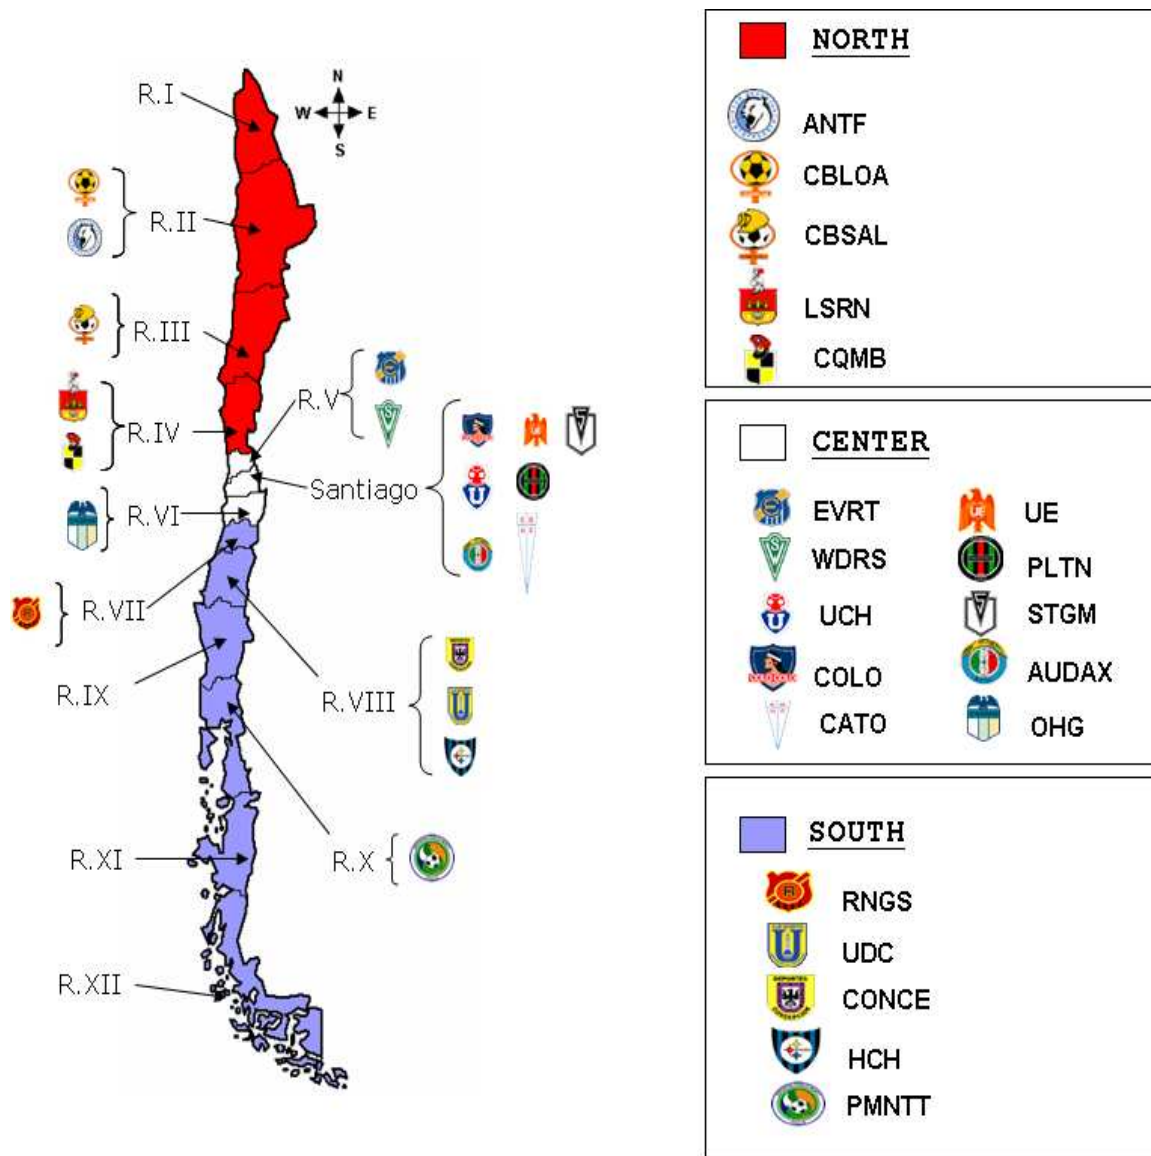 N
W E
S
R.I
R.II
R.III
R.IV
R.V
Santiago
R.VI
R.VII
R.VIII
R.IX
R.X
R.XI
R.XII
NORTH
ANTF
CBLOA
CBSAL
LSRN
CQMB
CENTER
EVRT
WDRS
UCH
COLO
CATO
UE
PLTN
STGM
AUDAX
OHG
SOUTH
RNGS
UDC
CONCE
HCH
PMNTT